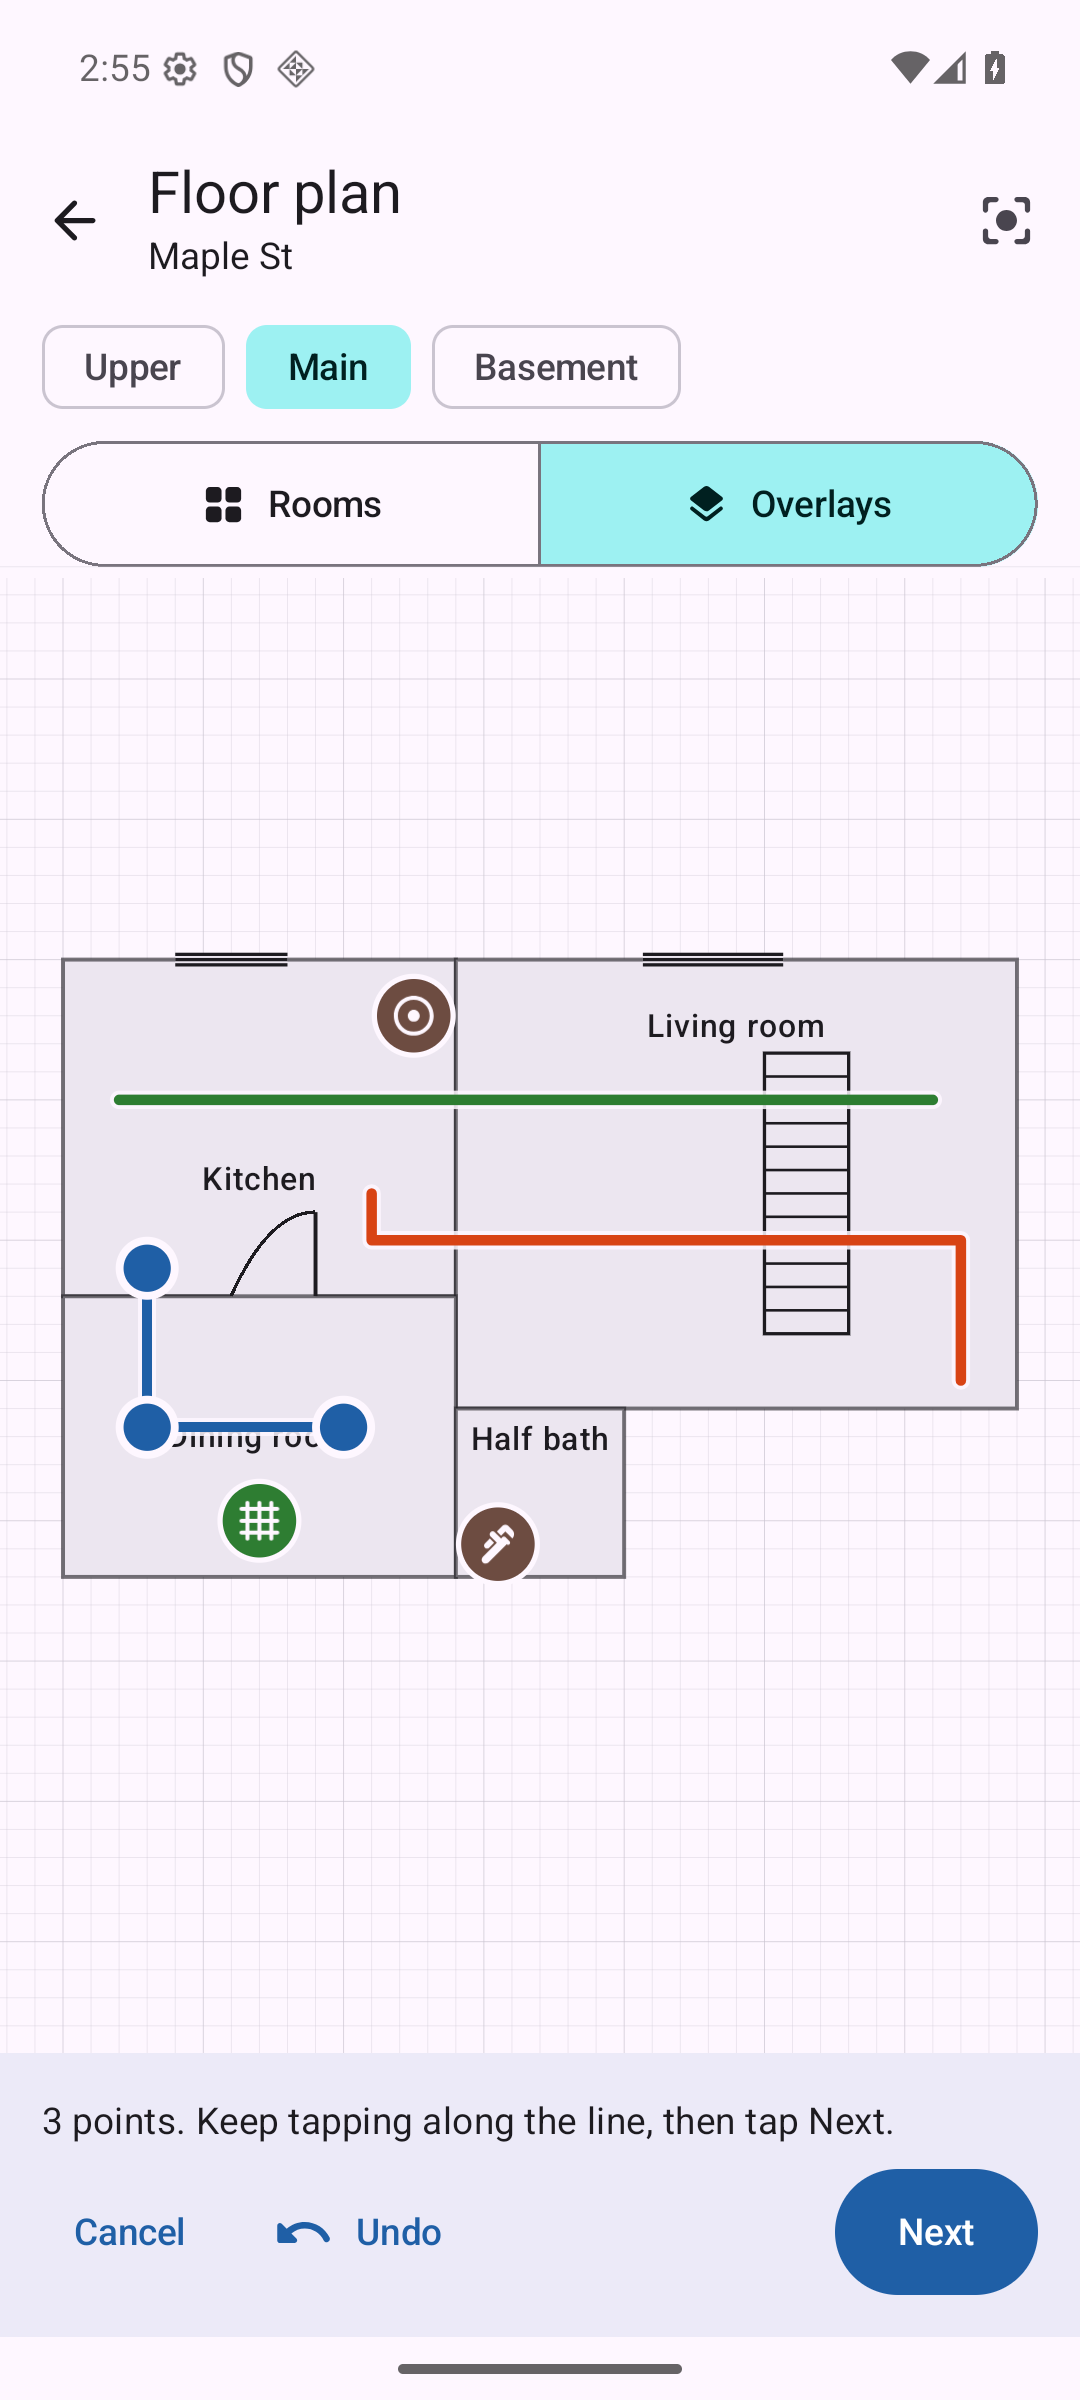 2:55
Floor plan
Maple St
Upper
Main
Basement
Rooms
Overlays
Living room
Kitchen
Half bath
Dining
3 points. Keep tapping along the line, then tap Next.
Cancel
Undo
Next